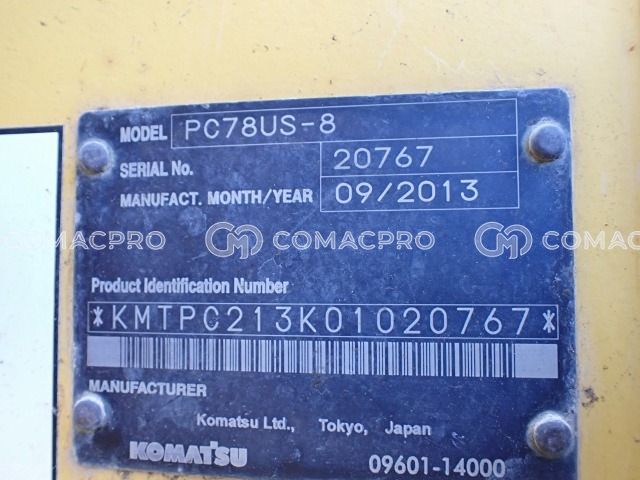 MODEL PC78US-8
SERIAL No. 20767
MANUFACT. MONTH/YEAR 09/2013
COMACPRO COMACPRO COMACPRO
Product Identification Number
*KMTPC213K01020767*
MANUFACTURER
Komatsu Ltd., Tokyo, Japan
KOMATSU 09601-14000